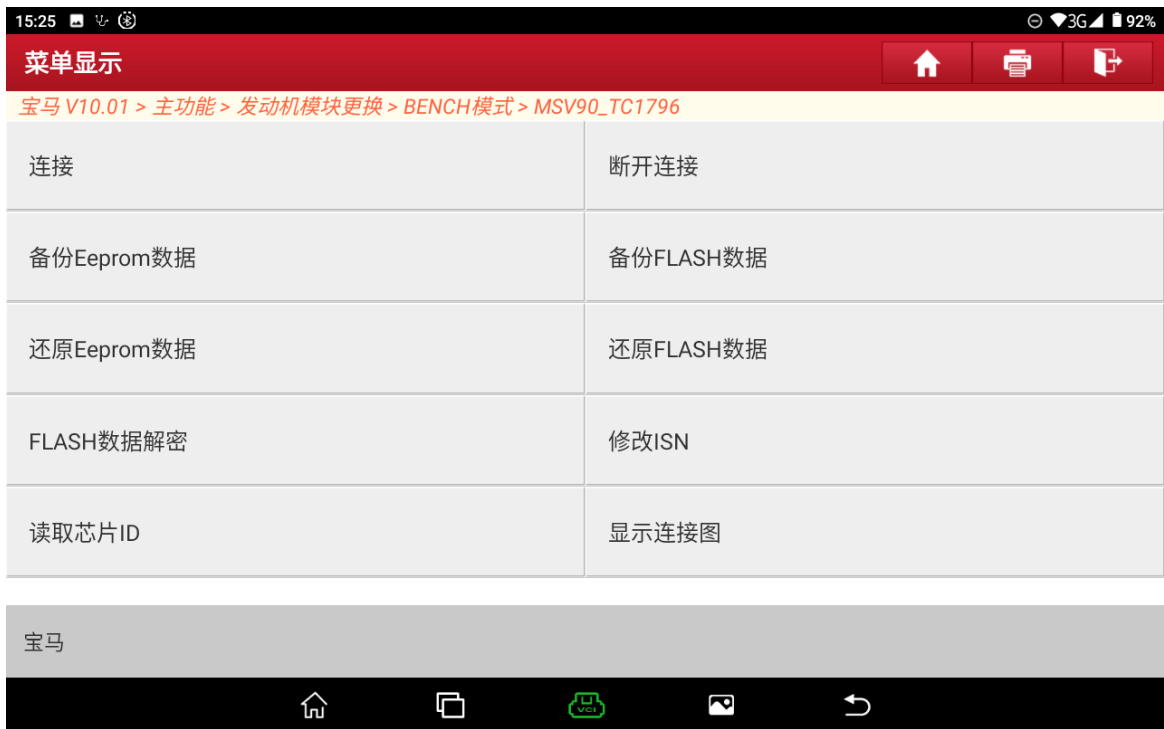 15:25 3G 92%
菜单显示
宝马 V10.01 > 主功能 > 发动机模块更换 > BENCH模式 > MSV90_TC1796
连接 断开连接
备份Eeprom数据 备份FLASH数据
还原Eeprom数据 还原FLASH数据
FLASH数据解密 修改ISN
读取芯片ID 显示连接图
宝马
VCI